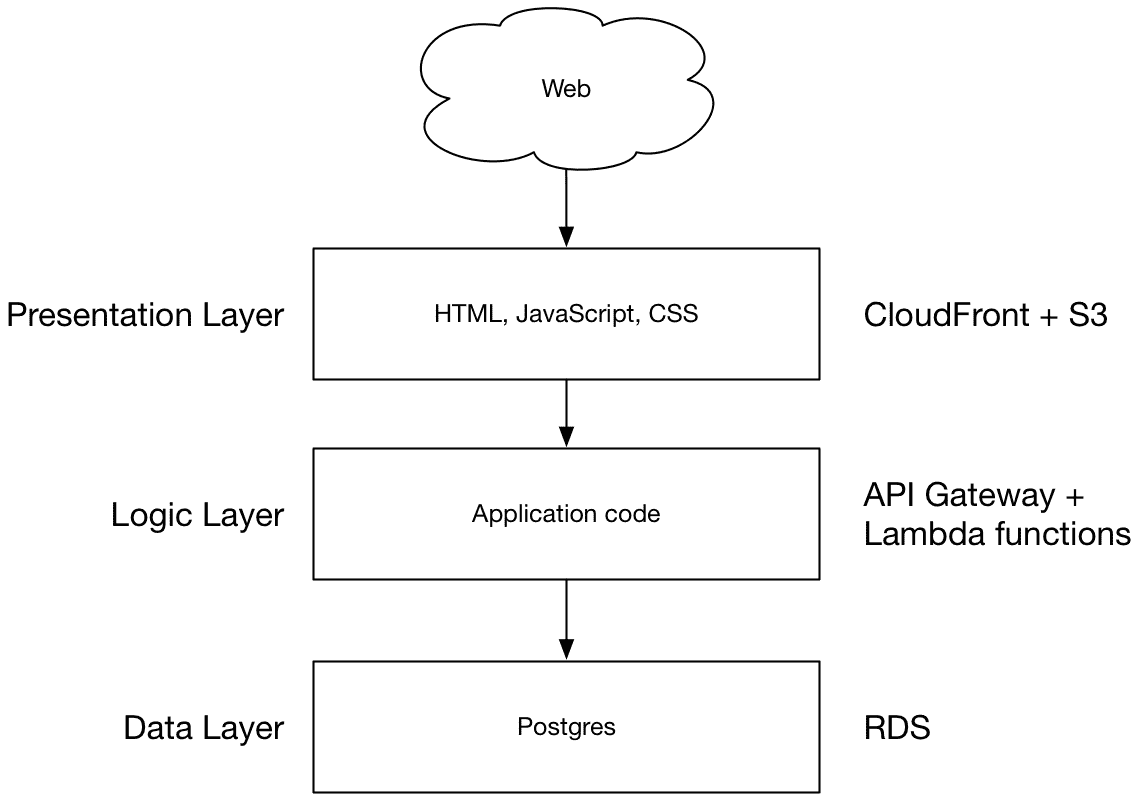 Web
Presentation Layer
HTML, JavaScript, CSS
CloudFront + S3
Logic Layer
Application code
API Gateway +
Lambda functions
Data Layer
Postgres
RDS